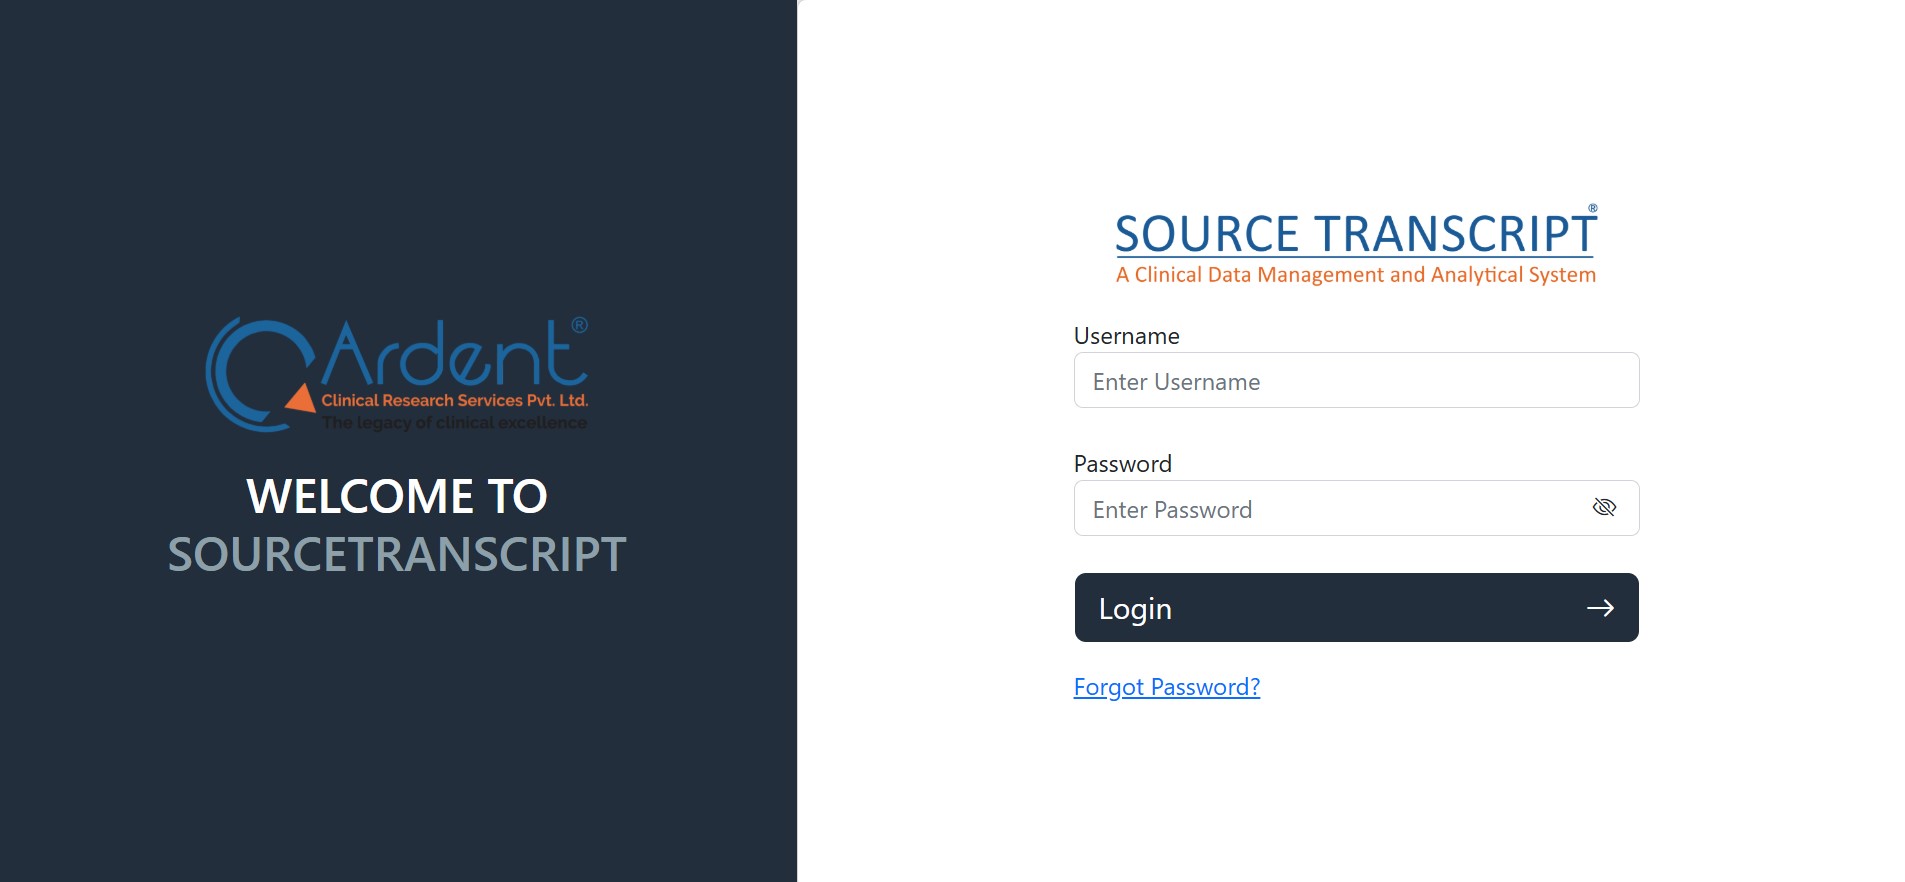 Ardent®
Clinical Research Services Pvt. Ltd.
The legacy of clinical excellence
WELCOME TO
SOURCETRANSCRIPT
SOURCE TRANSCRIPT®
A Clinical Data Management and Analytical System
Username
Enter Username
Password
Enter Password
Login
Forgot Password?